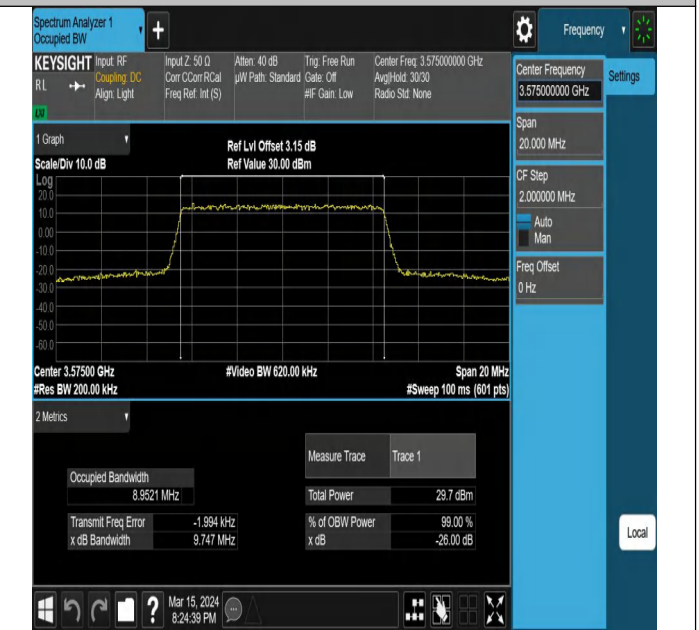 Spectrum Analyzer 1
Occupied BW
Frequency
KEYSIGHT
RL
Input: RF
Coupling: DC
Align: Light
Input Z: 50 Ω
Corr CCorr RCal
Freq Ref: Int (S)
Atten: 40 dB
µW Path: Standard
Trig: Free Run
Gate: Off
#IF Gain: Low
Center Freq: 3.575000000 GHz
Avg|Hold: 30/30
Radio Std: None
Center Frequency
3.575000000 GHz
Settings
Span
20.000 MHz
CF Step
2.000000 MHz
Auto
Man
Freq Offset
0 Hz
1 Graph
Scale/Div 10.0 dB
Ref Lvl Offset 3.15 dB
Ref Value 30.00 dBm
Log
20.0
10.0
0.00
-10.0
-20.0
-30.0
-40.0
-50.0
-60.0
Center 3.57500 GHz
#Video BW 620.00 kHz
Span 20 MHz
#Res BW 200.00 kHz
#Sweep 100 ms (601 pts)
2 Metrics
Measure Trace Trace 1
Occupied Bandwidth
8.9521 MHz
Total Power 29.7 dBm
Transmit Freq Error -1.994 kHz
% of OBW Power 99.00 %
x dB Bandwidth 9.747 MHz
x dB -26.00 dB
Local
Mar 15, 2024
8:24:39 PM